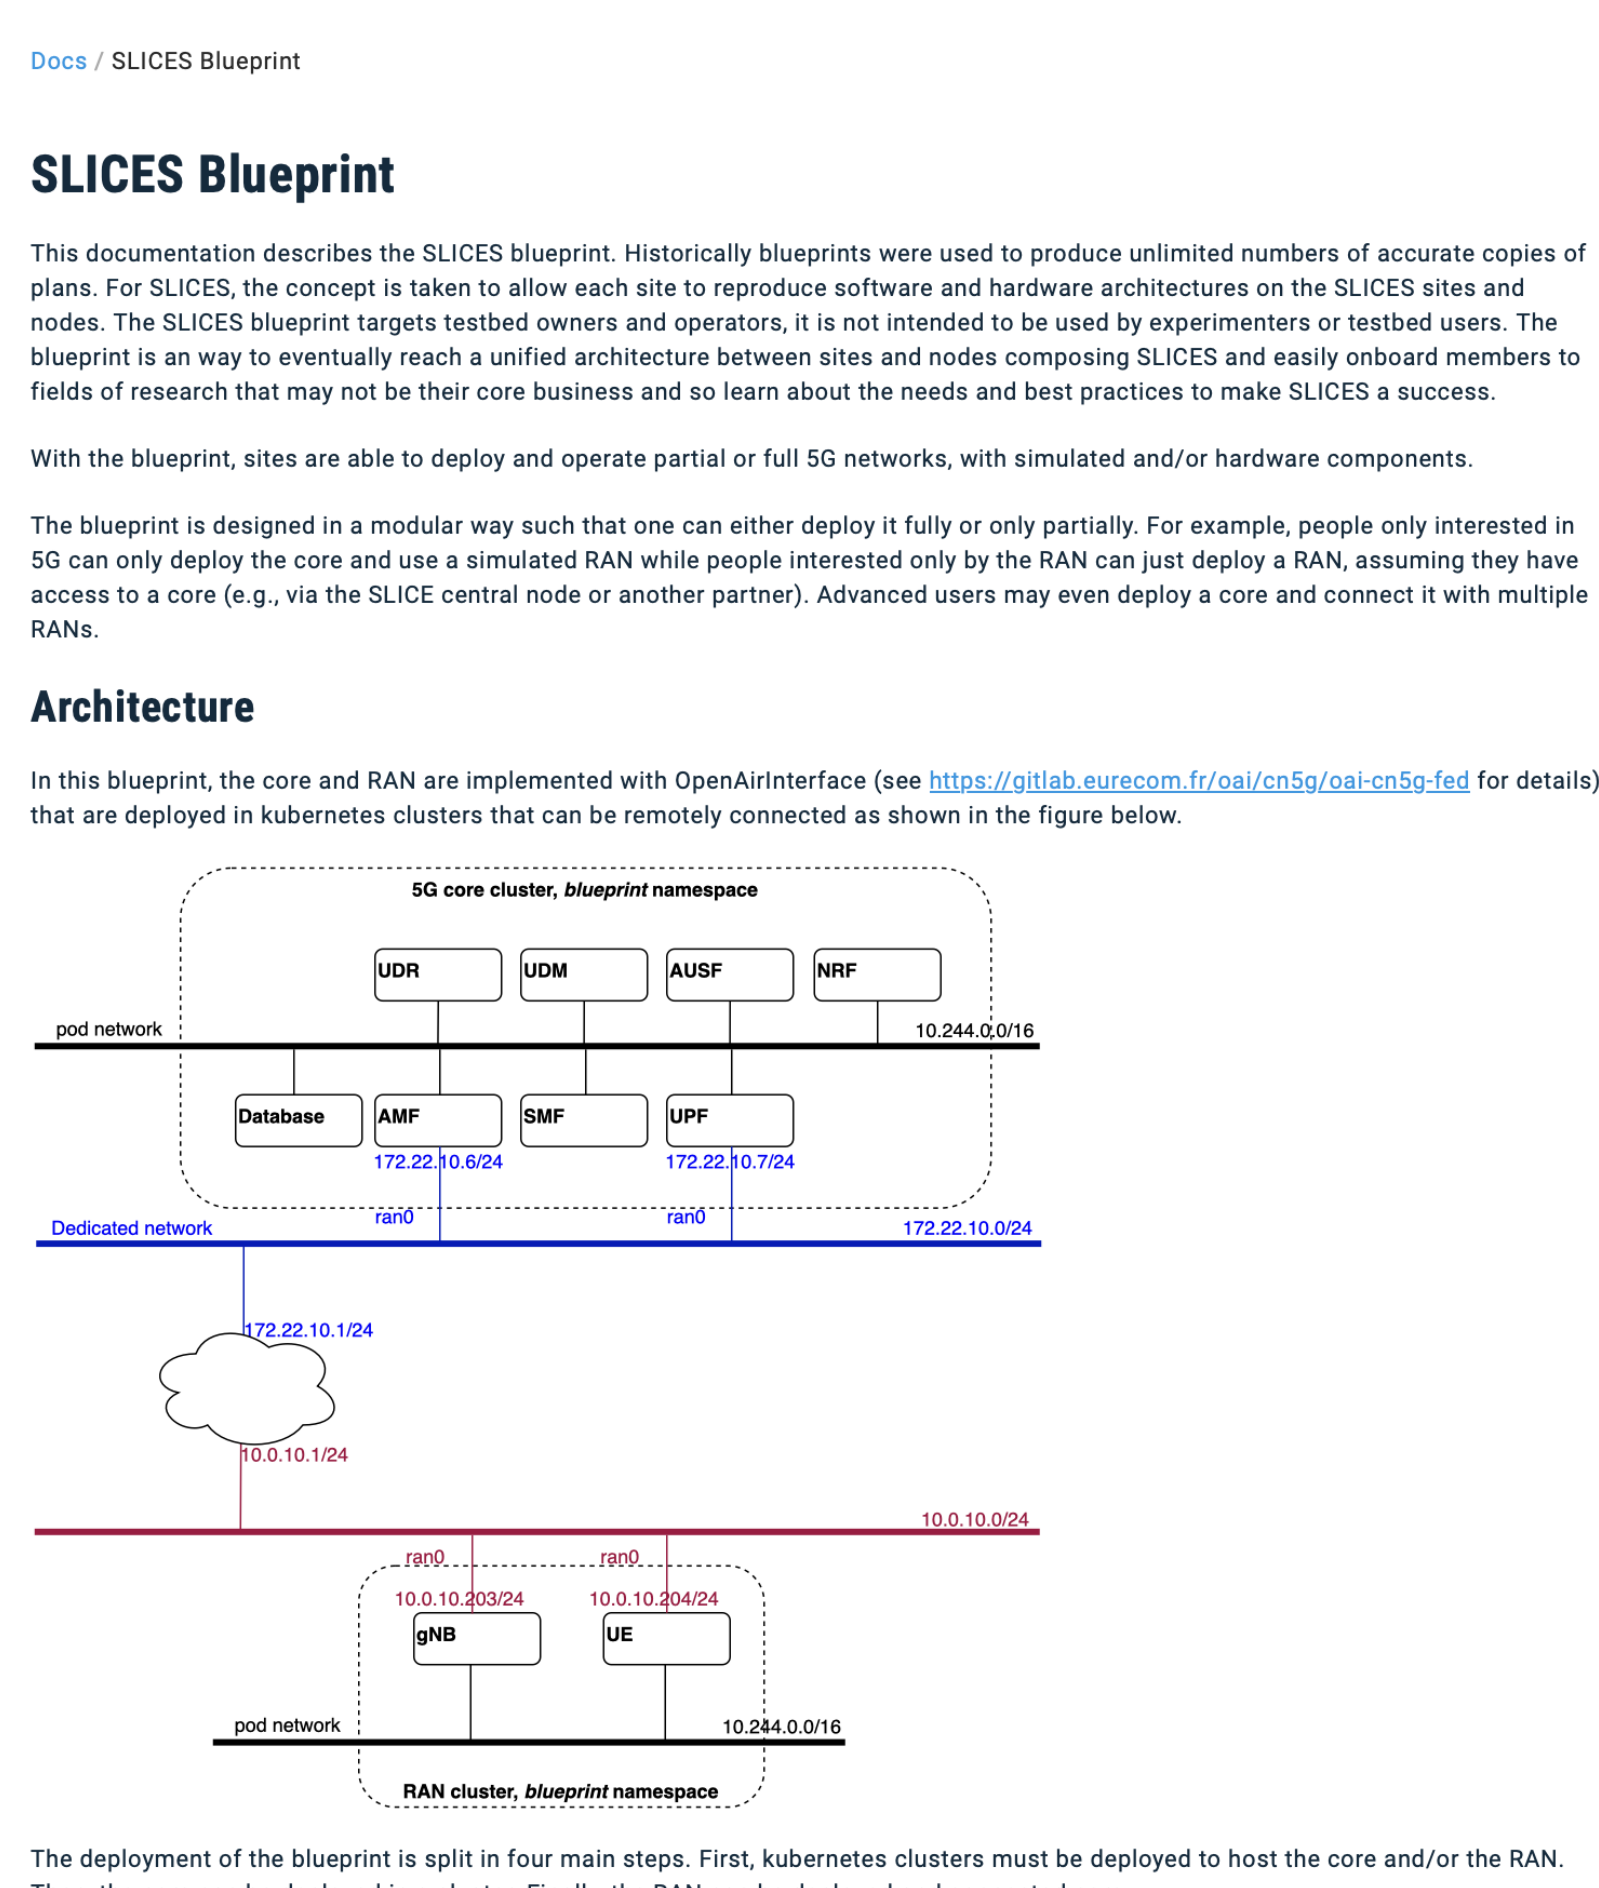 Docs / SLICES Blueprint
SLICES Blueprint
This documentation describes the SLICES blueprint. Historically blueprints were used to produce unlimited numbers of accurate copies of
plans. For SLICES, the concept is taken to allow each site to reproduce software and hardware architectures on the SLICES sites and
nodes. The SLICES blueprint targets testbed owners and operators, it is not intended to be used by experimenters or testbed users. The
blueprint is an way to eventually reach a unified architecture between sites and nodes composing SLICES and easily onboard members to
fields of research that may not be their core business and so learn about the needs and best practices to make SLICES a success.
With the blueprint, sites are able to deploy and operate partial or full 5G networks, with simulated and/or hardware components.
The blueprint is designed in a modular way such that one can either deploy it fully or only partially. For example, people only interested in
5G can only deploy the core and use a simulated RAN while people interested only by the RAN can just deploy a RAN, assuming they have
access to a core (e.g., via the SLICE central node or another partner). Advanced users may even deploy a core and connect it with multiple
RANs.
Architecture
In this blueprint, the core and RAN are implemented with OpenAirInterface (see https://gitlab.eurecom.fr/oai/cn5g/oai-cn5g-fed for details)
that are deployed in kubernetes clusters that can be remotely connected as shown in the figure below.
5G core cluster, blueprint namespace
UDR UDM AUSF NRF
pod network 10.244.0.0/16
Database AMF SMF UPF
172.22.10.6/24 172.22.10.7/24
ran0 ran0
Dedicated network 172.22.10.0/24
172.22.10.1/24
10.0.10.1/24
10.0.10.0/24
ran0 ran0
10.0.10.203/24 10.0.10.204/24
gNB UE
pod network 10.244.0.0/16
RAN cluster, blueprint namespace
The deployment of the blueprint is split in four main steps. First, kubernetes clusters must be deployed to host the core and/or the RAN.